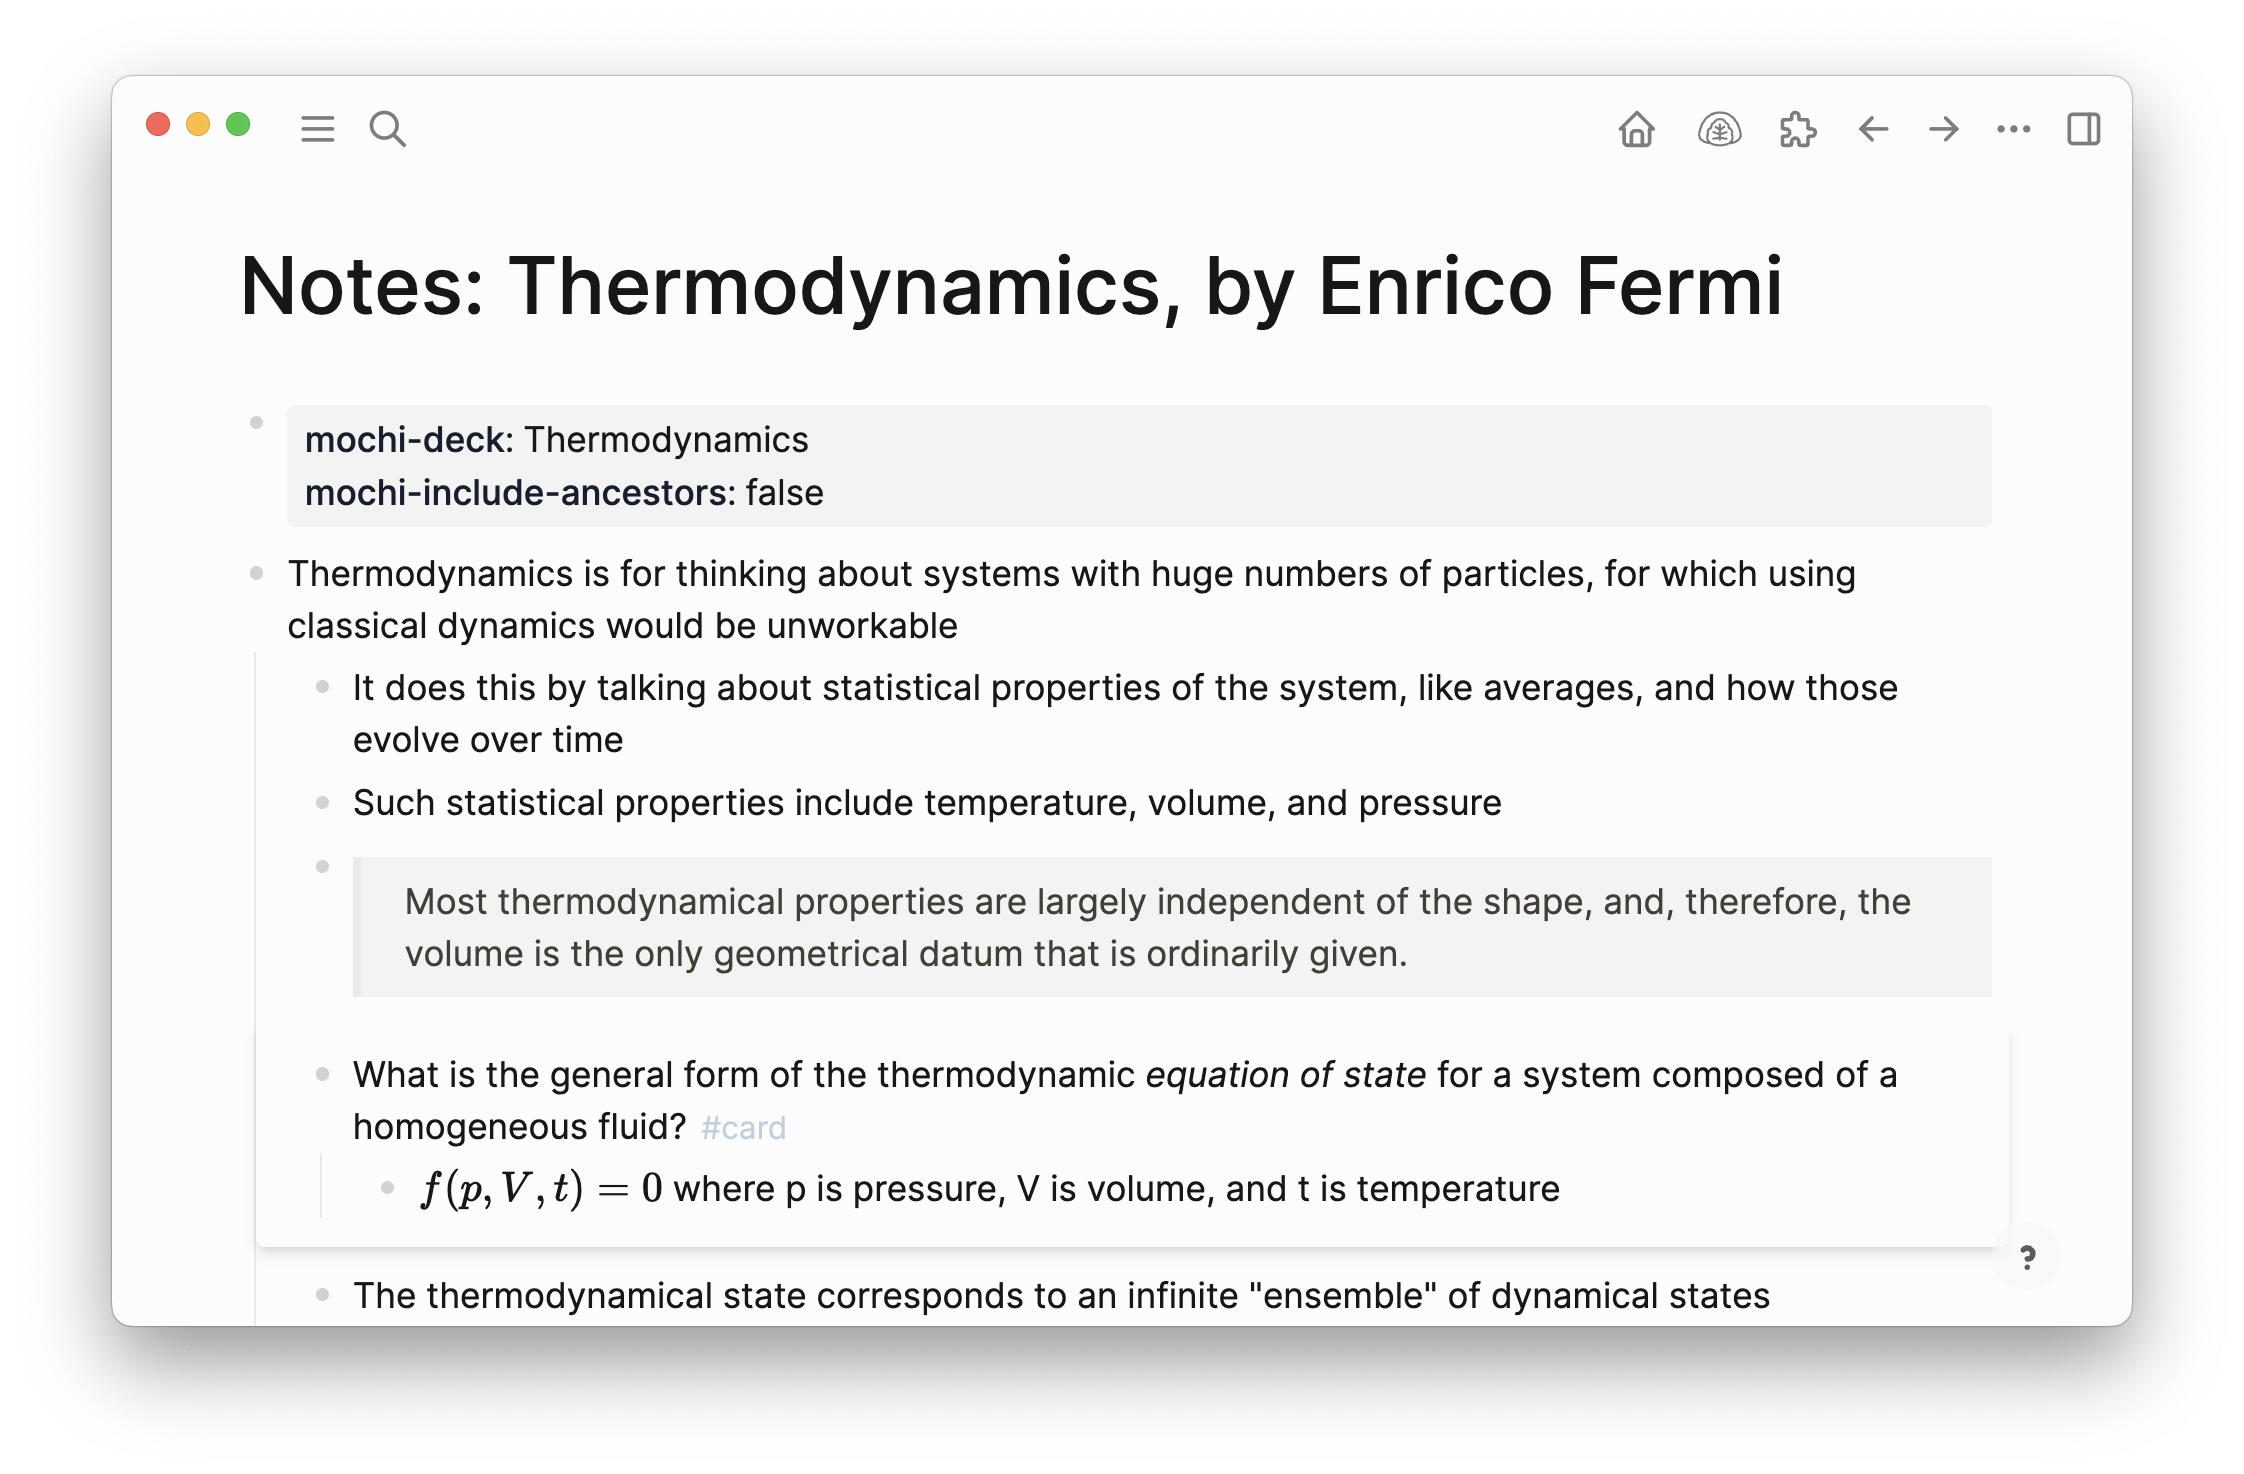 Notes: Thermodynamics, by Enrico Fermi
mochi-deck: Thermodynamics
mochi-include-ancestors: false
Thermodynamics is for thinking about systems with huge numbers of particles, for which using
classical dynamics would be unworkable
It does this by talking about statistical properties of the system, like averages, and how those
evolve over time
Such statistical properties include temperature, volume, and pressure
Most thermodynamical properties are largely independent of the shape, and, therefore, the
volume is the only geometrical datum that is ordinarily given.
What is the general form of the thermodynamic equation of state for a system composed of a
homogeneous fluid? #card
f(p, V, t) = 0 where p is pressure, V is volume, and t is temperature
?
The thermodynamical state corresponds to an infinite "ensemble" of dynamical states